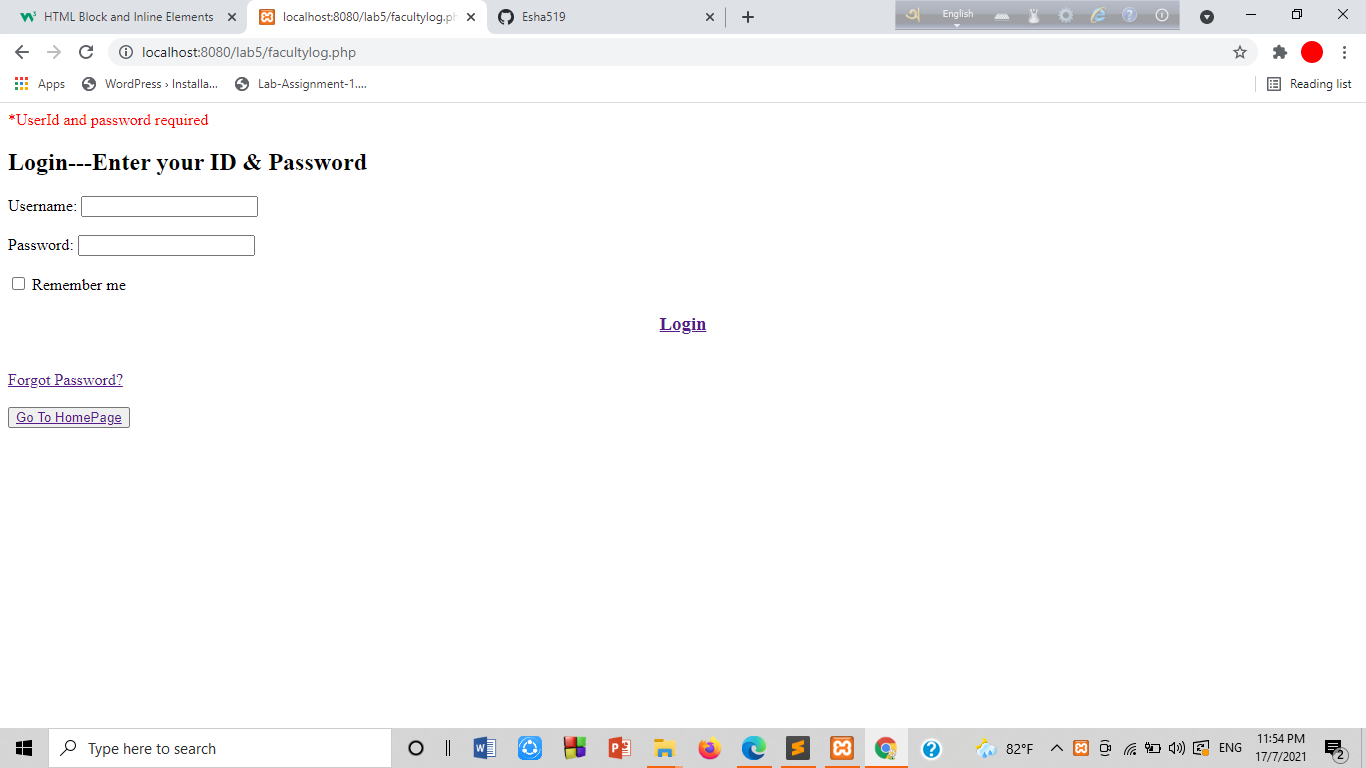 HTML Block and Inline Elements
localhost:8080/lab5/facultylog.ph
Esha519
English
localhost:8080/lab5/facultylog.php
Apps
WordPress › Installa...
Lab-Assignment-1....
Reading list
*UserId and password required
Login---Enter your ID & Password
Username:
Password:
Remember me
Login
Forgot Password?
Go To HomePage
Type here to search
82°F
ENG
11:54 PM
17/7/2021
2